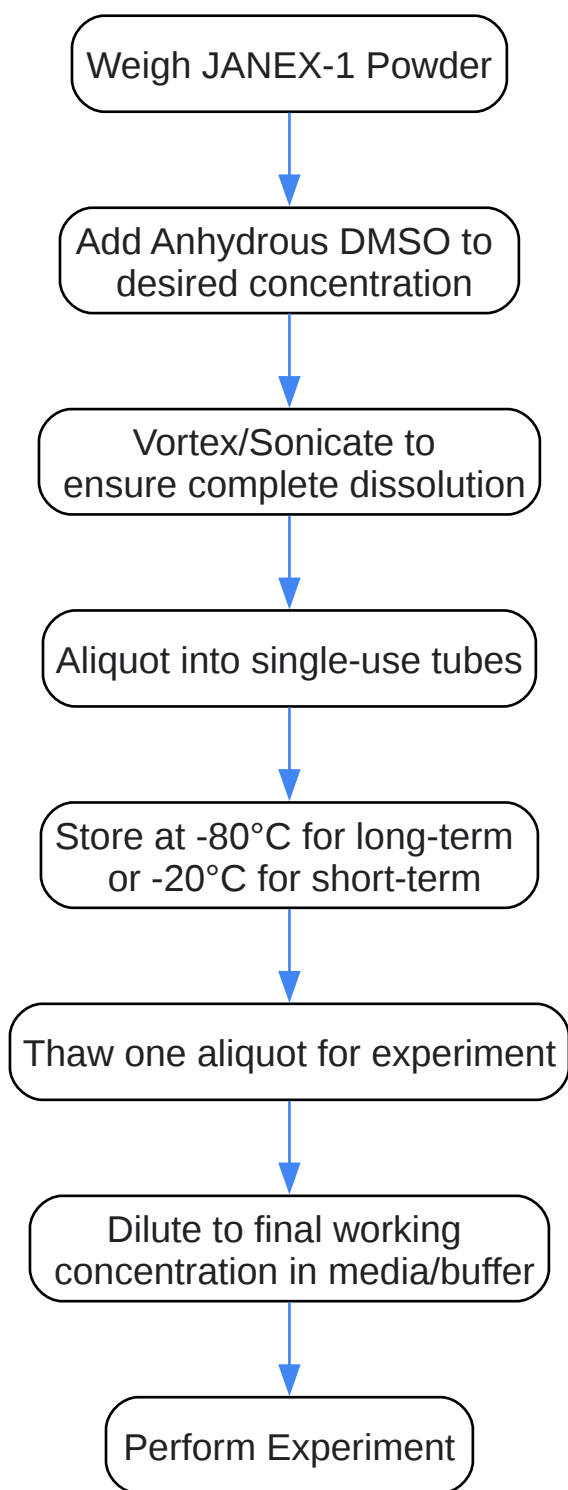 Weigh JANEX-1 Powder
Add Anhydrous DMSO to
desired concentration
Vortex/Sonicate to
ensure complete dissolution
Aliquot into single-use tubes
Store at -80°C for long-term
or -20°C for short-term
Thaw one aliquot for experiment
Dilute to final working
concentration in media/buffer
Perform Experiment